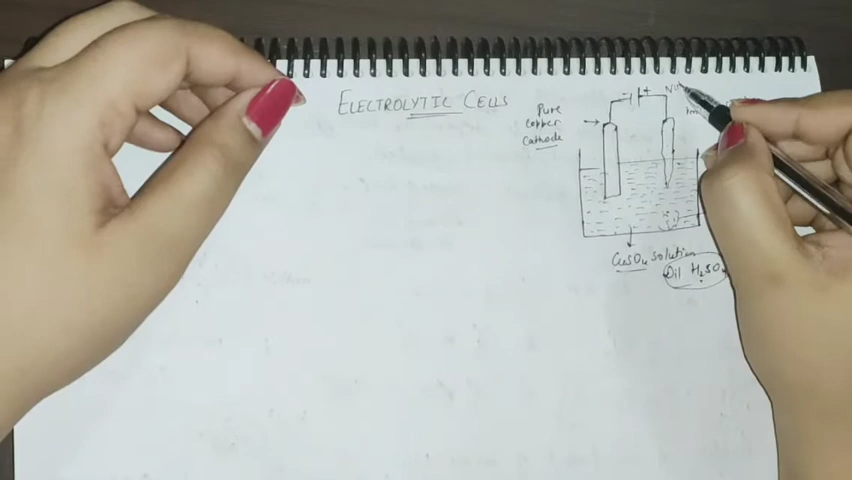 ELECTROLYTIC CELLS
Pure
copper
cathode
- +
CuSO4 solution
Dil H2SO4